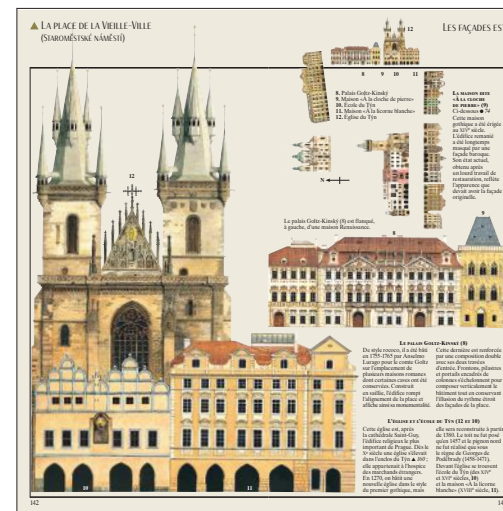 ▲ LA PLACE DE LA VIEILLE-VILLE
(STAROMĚSTSKÉ NÁMĚSTÍ)
LES FAÇADES EST
12
8 9 10 11
8. Palais Goltz-Kinský
9. Maison «À la cloche de pierre»
10. École du Týn
11. Maison «À la licorne blanche»
12. Église du Týn
LA MAISON DITE
«À LA CLOCHE
DE PIERRE» (9)
Ci-dessous ● 74
Cette maison
gothique a été érigée
au XIVe siècle.
L'édifice remanié
a été longtemps
masqué par une
façade baroque.
Son état actuel,
obtenu après
un lourd travail de
restauration, reflète
l'apparence que
devait avoir la façade
originelle.
N
12
Le palais Goltz-Kinský (8) est flanqué,
à gauche, d'une maison Renaissance.
8
9
LE PALAIS GOLTZ-KINSKÝ (8)
De style rococo, il a été bâti
en 1755-1765 par Anselmo
Lurago pour le comte Goltz
sur l'emplacement de
plusieurs maisons romanes
dont certaines caves ont été
conservées. Construit
en saillie, l'édifice rompt
l'alignement de la place et
affiche ainsi sa monumentalité.
Cette dernière est renforcée
par une composition double
avec ses deux travées
d'entrée. Frontons, pilastres
et portails encadrés de
colonnes s'échelonnent pour
composer verticalement le
bâtiment tout en conservant
l'illusion du rythme étroit
des façades de la place.
L'ÉGLISE ET L'ÉCOLE DU TÝN (12 ET 10)
Cette église est, après
la cathédrale Saint-Guy,
l'édifice religieux le plus
important de Prague. Dès le
Xe siècle une église s'élevait
dans l'enclos du Týn ▲ 160 ;
elle appartenait à l'hospice
des marchands étrangers.
En 1270, on bâtit une
nouvelle église dans le style
du premier gothique, mais
elle sera reconstruite à partir
de 1380. Le toit ne fut posé
qu'en 1457 et le pignon nord
ne fut réalisé que sous
le règne de Georges de
Poděbrady (1458-1471).
Devant l'église se trouvent
l'école du Týn (des XIVe
et XVIe siècles, 10)
et la maison «À la licorne
blanche» (XVIIIe siècle, 11).
10
11
142